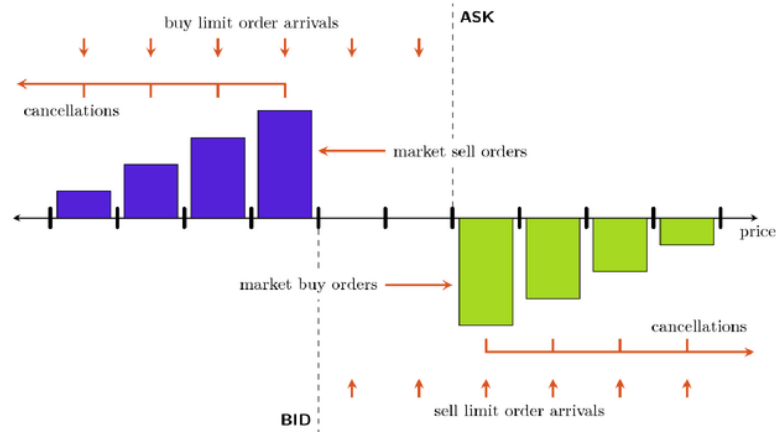 ASK
buy limit order arrivals
cancellations
market sell orders
price
market buy orders
cancellations
sell limit order arrivals
BID